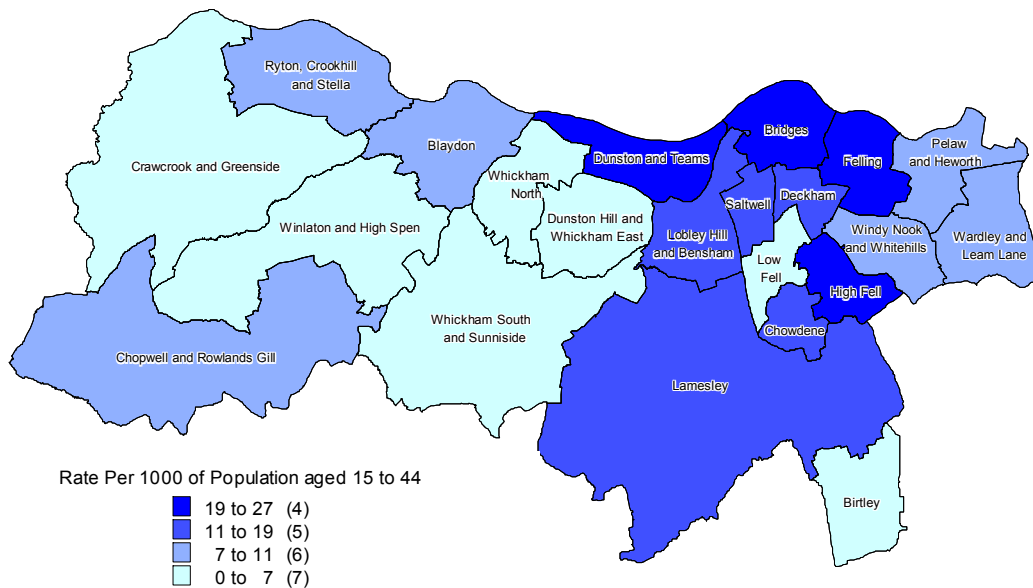 Ryton, Crookhill
and Stella
Bridges
Blaydon
Dunston and Teams
Felling
Pelaw
and Heworth
Crawcrook and Greenside
Whickham
North
Saltwell
Deckham
Winlaton and High Spen
Dunston Hill and
Whickham East
Lobley Hill
and Bensham
Windy Nook
and Whitehills
Wardley and
Leam Lane
Low
Fell
High Fell
Whickham South
and Sunniside
Chowdene
Chopwell and Rowlands Gill
Lamesley
Birtley
Rate Per 1000 of Population aged 15 to 44
19 to 27 (4)
11 to 19 (5)
7 to 11 (6)
0 to 7 (7)